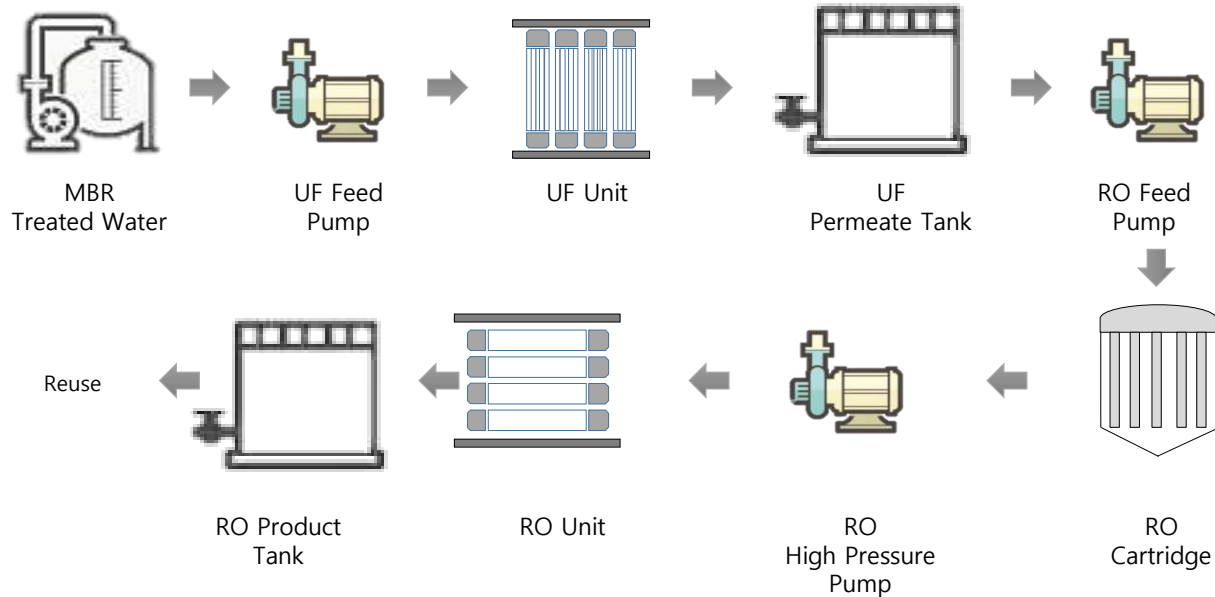 MBR
Treated Water
UF Feed
Pump
UF Unit
UF
Permeate Tank
RO Feed
Pump
Reuse
RO Product
Tank
RO Unit
RO
High Pressure
Pump
RO
Cartridge